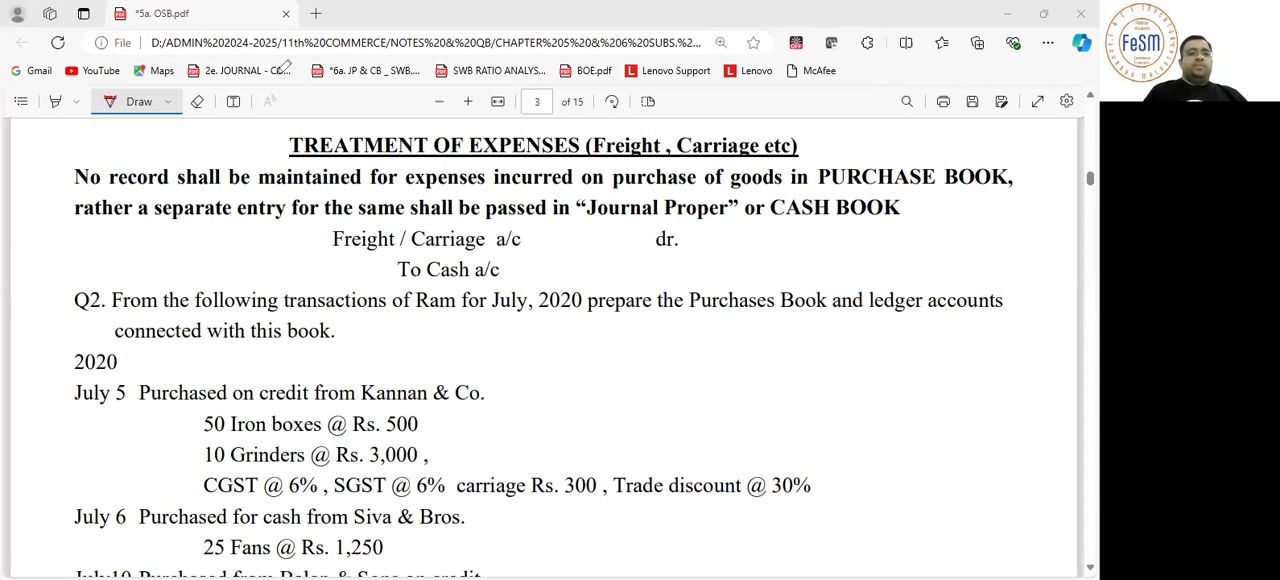 *5a. OSB.pdf
File
D:/ADMIN%202024-2025/11th%20COMMERCE/NOTES%20&%20QB/CHAPTER%205%20&%206%20SUBS.%2...
Gmail YouTube Maps 2e. JOURNAL - C... *6a. JP & CB _ SWB.... SWB RATIO ANALYS... BOE.pdf Lenovo Support Lenovo McAfee
Draw 3 of 15
FeSM
TREATMENT OF EXPENSES (Freight , Carriage etc)
No record shall be maintained for expenses incurred on purchase of goods in PURCHASE BOOK,
rather a separate entry for the same shall be passed in “Journal Proper” or CASH BOOK
Freight / Carriage a/c dr.
To Cash a/c
Q2. From the following transactions of Ram for July, 2020 prepare the Purchases Book and ledger accounts
connected with this book.
2020
July 5 Purchased on credit from Kannan & Co.
50 Iron boxes @ Rs. 500
10 Grinders @ Rs. 3,000 ,
CGST @ 6% , SGST @ 6% carriage Rs. 300 , Trade discount @ 30%
July 6 Purchased for cash from Siva & Bros.
25 Fans @ Rs. 1,250